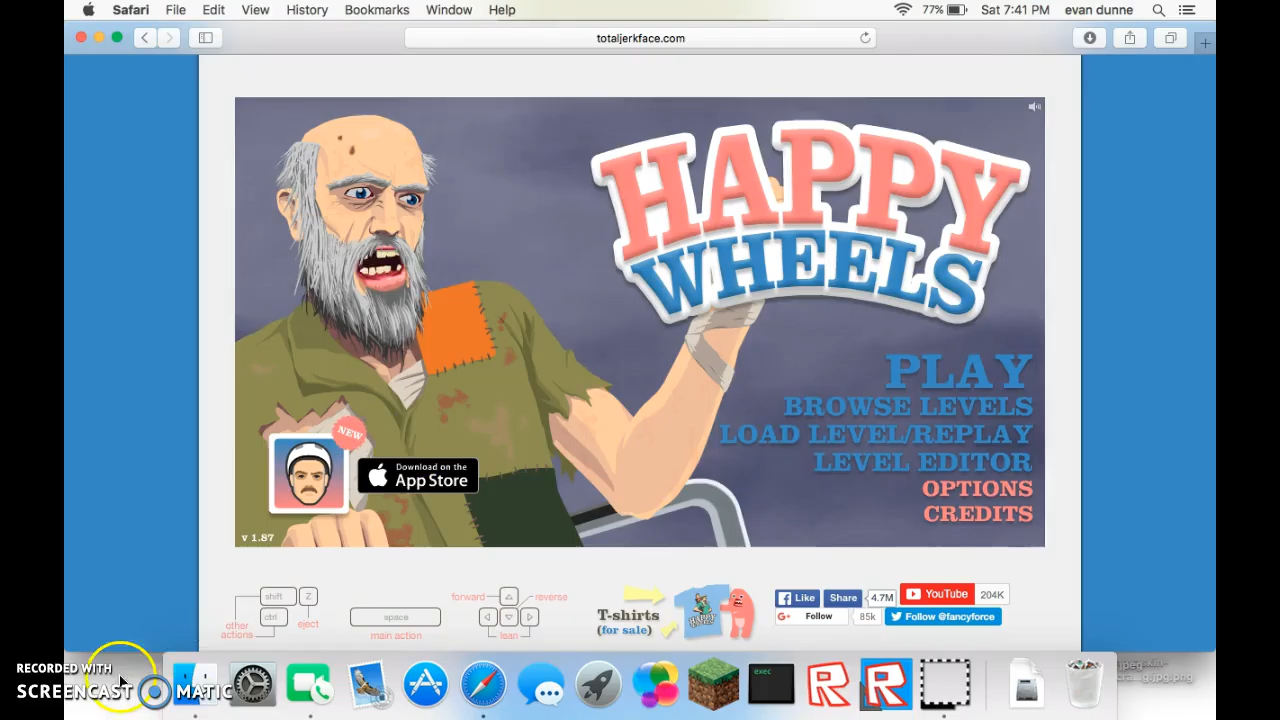 Safari File Edit View History Bookmarks Window Help 77% Sat 7:41 PM evan dunne
totaljerkface.com
HAPPY
WHEELS
PLAY
BROWSE LEVELS
LOAD LEVEL/REPLAY
LEVEL EDITOR
OPTIONS
CREDITS
NEW
Download on the
App Store
v 1.87
shift Z
ctrl eject
other
actions
space
main action
forward reverse
lean
T-shirts
(for sale)
Like Share 4.7M YouTube 204K
G+ Follow 85k Follow @fancyforce
RECORDED WITH
SCREENCAST MATIC
exec
g.jpg.png